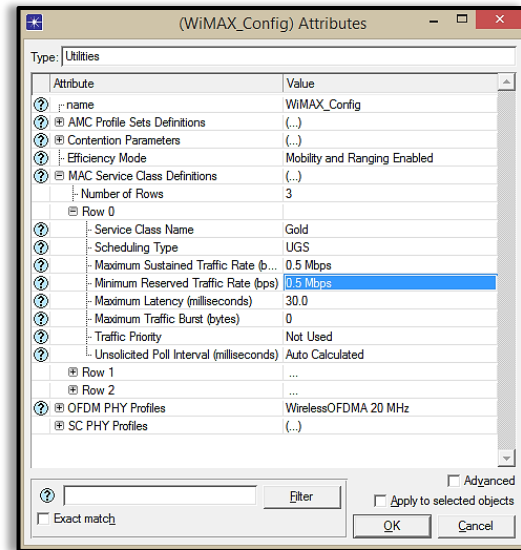 (WiMAX_Config) Attributes
Type: Utilities
Attribute Value
name WiMAX_Config
AMC Profile Sets Definitions (...)
Contention Parameters (...)
Efficiency Mode Mobility and Ranging Enabled
MAC Service Class Definitions (...)
Number of Rows 3
Row 0
Service Class Name Gold
Scheduling Type UGS
Maximum Sustained Traffic Rate (b... 0.5 Mbps
Minimum Reserved Traffic Rate (bps) 0.5 Mbps
Maximum Latency (milliseconds) 30.0
Maximum Traffic Burst (bytes) 0
Traffic Priority Not Used
Unsolicited Poll Interval (milliseconds) Auto Calculated
Row 1 ...
Row 2 ...
OFDM PHY Profiles WirelessOFDMA 20 MHz
SC PHY Profiles (...)
Advanced
Filter
Apply to selected objects
Exact match
OK Cancel